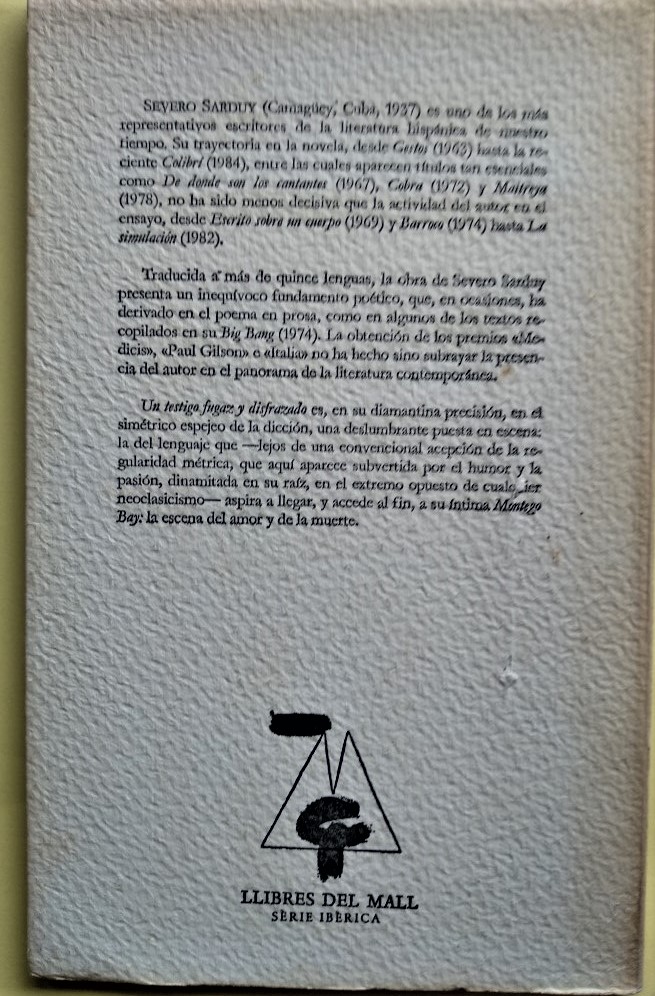 SEVERO SARDUY (Camagüey, Cuba, 1937) es uno de los más
representativos escritores de la literatura hispánica de nuestro
tiempo. Su trayectoria en la novela, desde Gestos (1963) hasta la re-
ciente Colibrí (1984), entre las cuales aparecen títulos tan esenciales
como De donde son los cantantes (1967), Cobra (1972) y Maitreya
(1978), no ha sido menos decisiva que la actividad del autor en el
ensayo, desde Escrito sobre un cuerpo (1969) y Barroco (1974) hasta La
simulación (1982).
Traducida a más de quince lenguas, la obra de Severo Sarduy
presenta un inequívoco fundamento poético, que, en ocasiones, ha
derivado en el poema en prosa, como en algunos de los textos re-
copilados en su Big Bang (1974). La obtención de los premios «Me-
dicis», «Paul Gilson» e «Italia» no ha hecho sino subrayar la presen-
cia del autor en el panorama de la literatura contemporánea.
Un testigo fugaz y disfrazado es, en su diamantina precisión, en el
simétrico espejeo de la dicción, una deslumbrante puesta en escena:
la del lenguaje que —lejos de una convencional acepción de la re-
gularidad métrica, que aquí aparece subvertida por el humor y la
pasión, dinamitada en su raíz, en el extremo opuesto de
neoclasicismo— aspira a llegar, y accede al fin, a su íntima Montego
Bay: la escena del amor y de la muerte.
LLIBRES DEL MALL
SÈRIE IBÈRICA